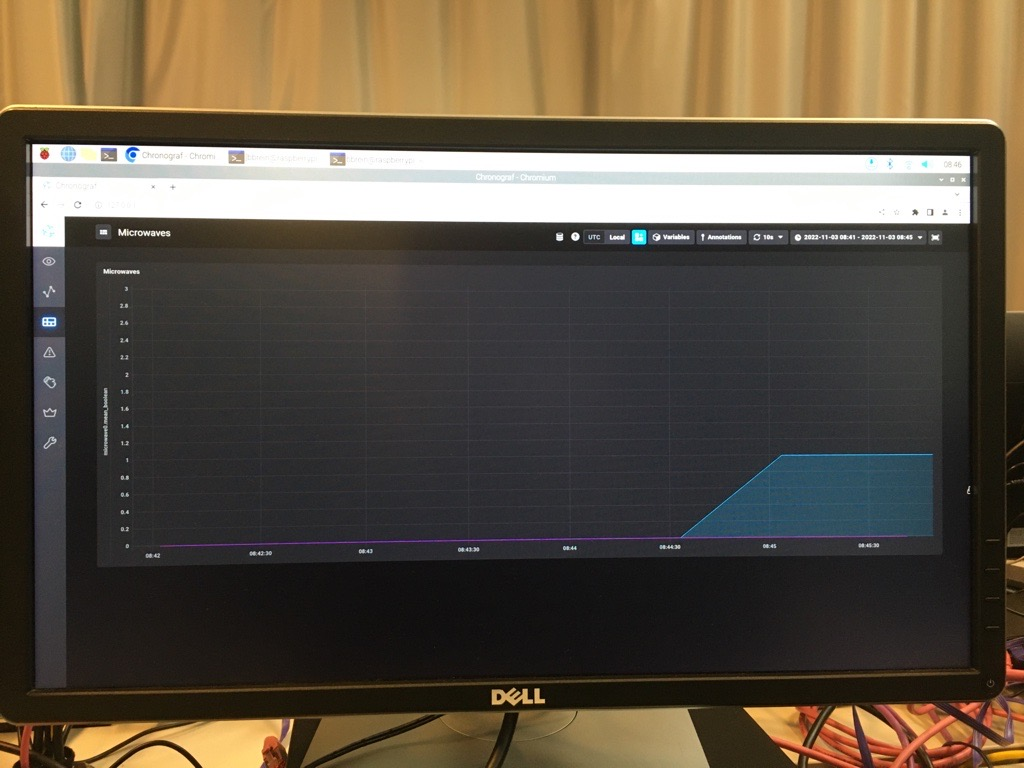 Chronograf - Chromi
08:46
Chronograf - Chromium
Chronograf
Microwaves
UTC Local Variables Annotations 10s 2022-11-03 08:41 - 2022-11-03 08:45
Microwaves
3
2.8
2.6
2.4
2.2
2
1.8
1.6
1.4
1.2
1
0.8
0.6
0.4
0.2
0
microwave0.mean_boolean
08:42 08:42:30 08:43 08:43:30 08:44 08:44:30 08:45 08:45:30
DELL